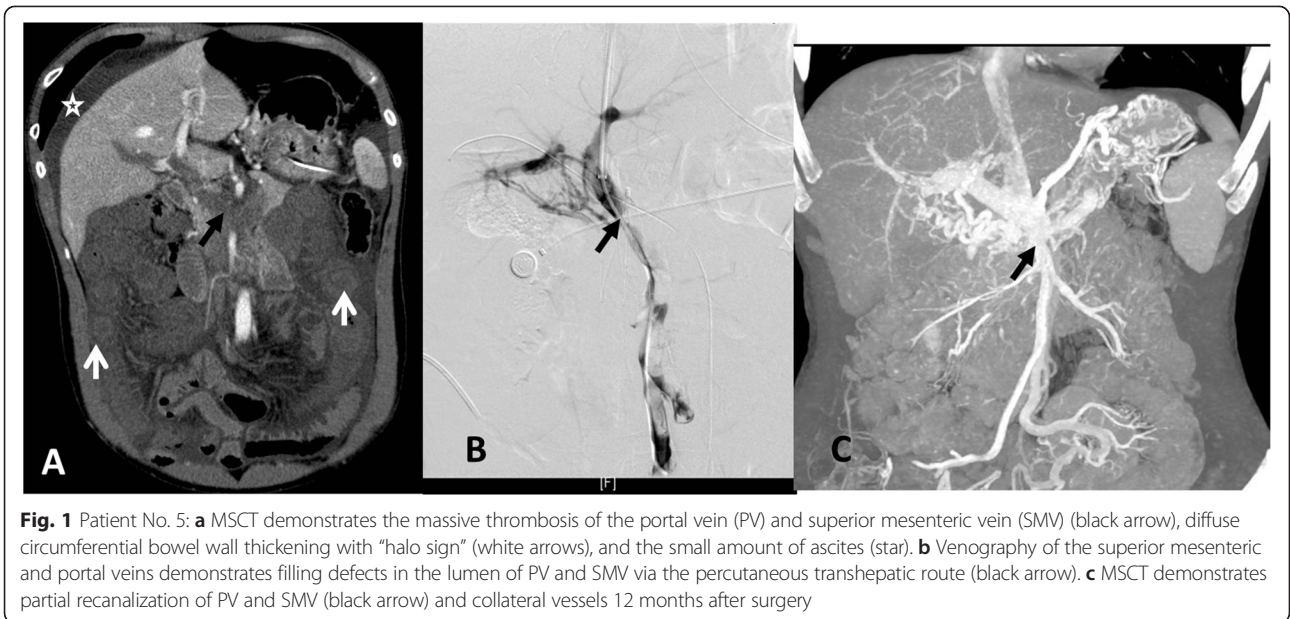 A
B
[F]
C
Fig. 1 Patient No. 5: a MSCT demonstrates the massive thrombosis of the portal vein (PV) and superior mesenteric vein (SMV) (black arrow), diffuse
circumferential bowel wall thickening with “halo sign” (white arrows), and the small amount of ascites (star). b Venography of the superior mesenteric
and portal veins demonstrates filling defects in the lumen of PV and SMV via the percutaneous transhepatic route (black arrow). c MSCT demonstrates
partial recanalization of PV and SMV (black arrow) and collateral vessels 12 months after surgery